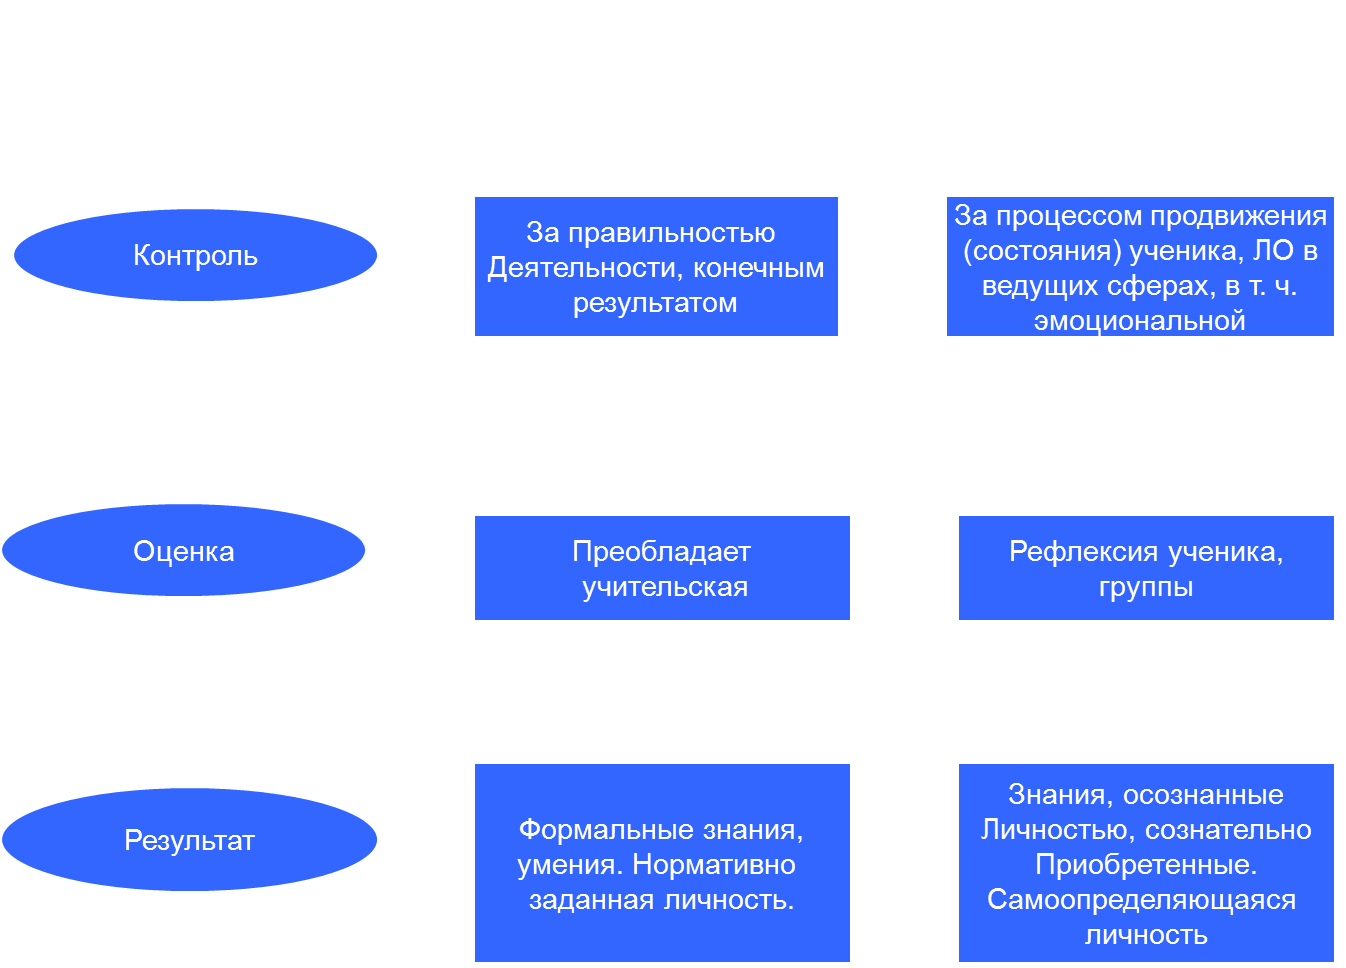 Контроль
За правильностью
Деятельности, конечным
результатом
За процессом продвижения
(состояния) ученика, ЛО в
ведущих сферах, в т. ч.
эмоциональной
Оценка
Преобладает
учительская
Рефлексия ученика,
группы
Результат
Формальные знания,
умения. Нормативно
заданная личность.
Знания, осознанные
Личностью, сознательно
Приобретенные.
Самоопределяющаяся
личность